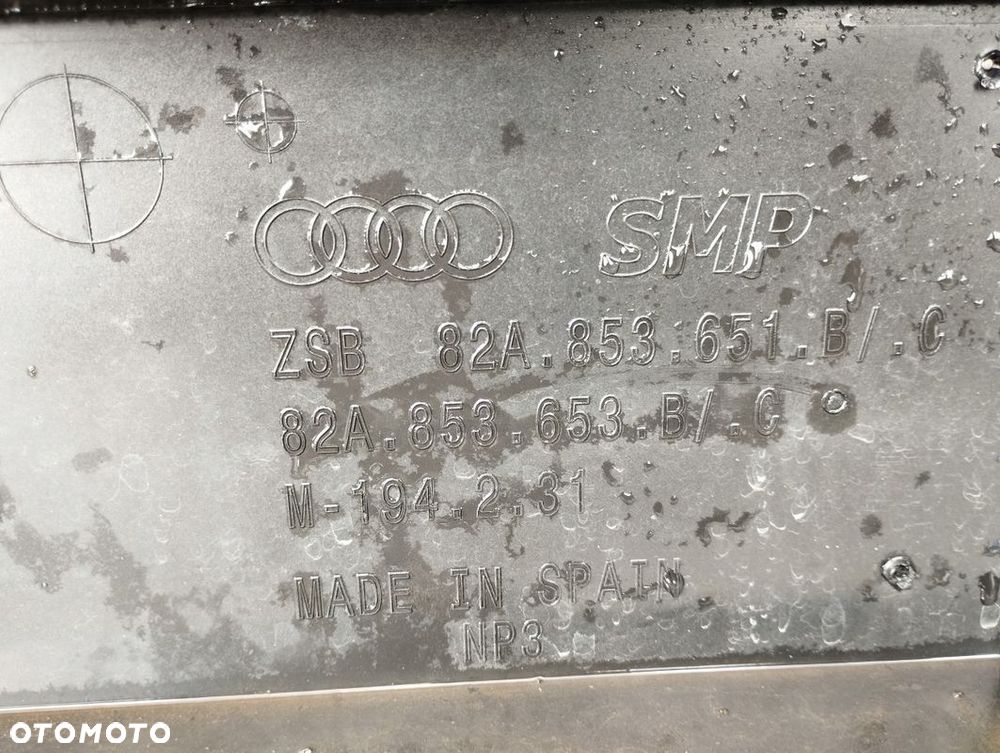 SMP
ZSB 82A.853.651.B/.C
82A.853.653.B/.C
M-194.2.31
MADE IN SPAIN
NP3
OTOMOTO